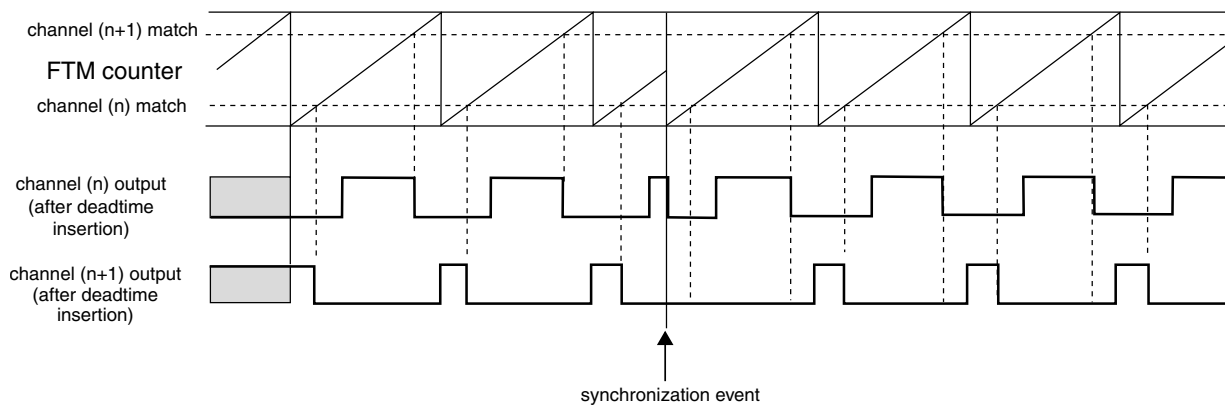 channel (n+1) match
FTM counter
channel (n) match
channel (n) output
(after deadtime
insertion)
channel (n+1) output
(after deadtime
insertion)
synchronization event